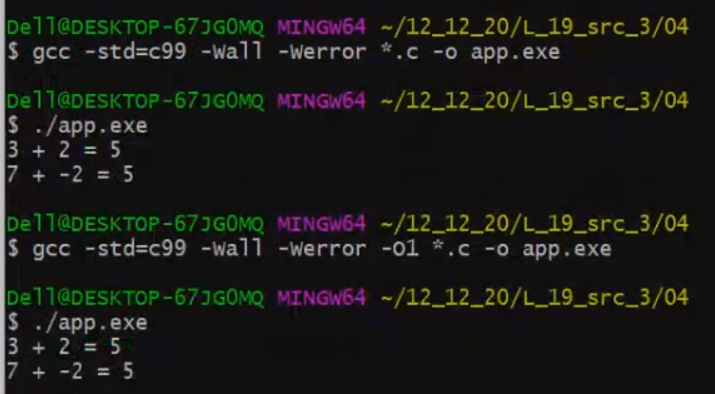 Dell@DESKTOP-67JG0MQ MINGW64 ~/12_12_20/L_19_src_3/04
$ gcc -std=c99 -Wall -Werror *.c -o app.exe
Dell@DESKTOP-67JG0MQ MINGW64 ~/12_12_20/L_19_src_3/04
$ ./app.exe
3 + 2 = 5
7 + -2 = 5
Dell@DESKTOP-67JG0MQ MINGW64 ~/12_12_20/L_19_src_3/04
$ gcc -std=c99 -Wall -Werror -O1 *.c -o app.exe
Dell@DESKTOP-67JG0MQ MINGW64 ~/12_12_20/L_19_src_3/04
$ ./app.exe
3 + 2 = 5
7 + -2 = 5